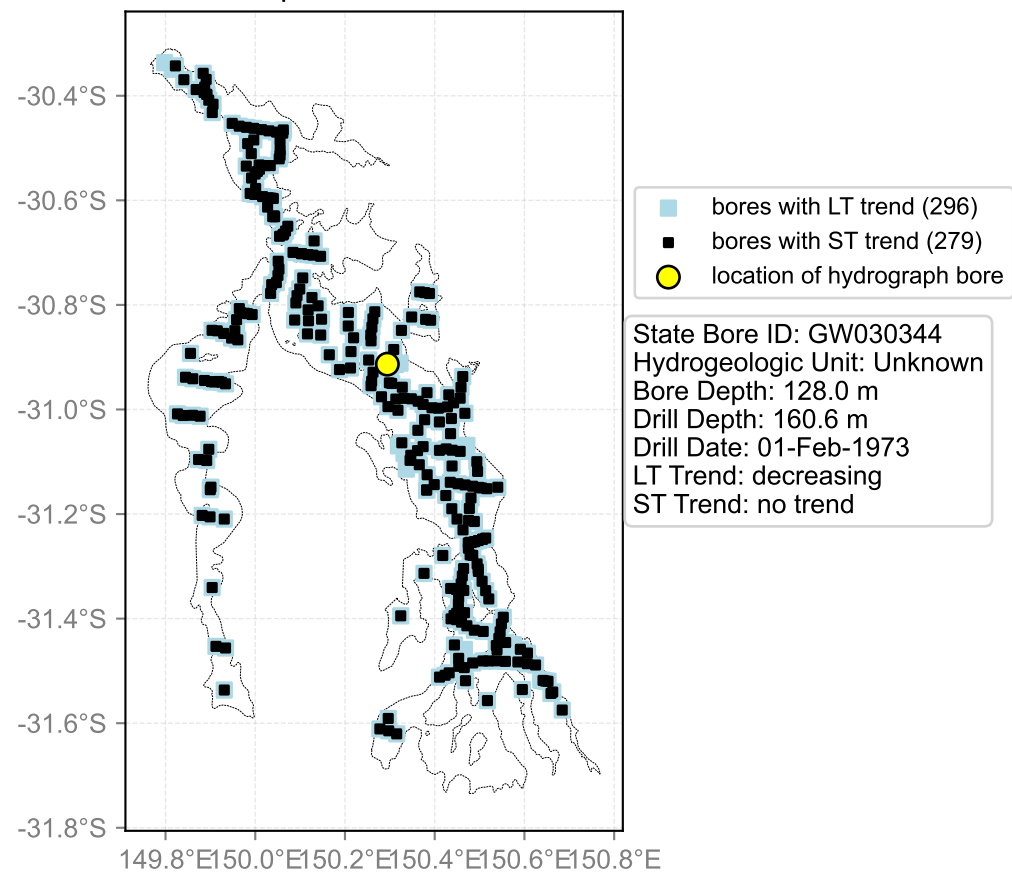 -30.4°S
-30.6°S
-30.8°S
-31.0°S
-31.2°S
-31.4°S
-31.6°S
-31.8°S
149.8°E150.0°E150.2°E150.4°E150.6°E150.8°E
bores with LT trend (296)
bores with ST trend (279)
location of hydrograph bore
State Bore ID: GW030344
Hydrogeologic Unit: Unknown
Bore Depth: 128.0 m
Drill Depth: 160.6 m
Drill Date: 01-Feb-1973
LT Trend: decreasing
ST Trend: no trend